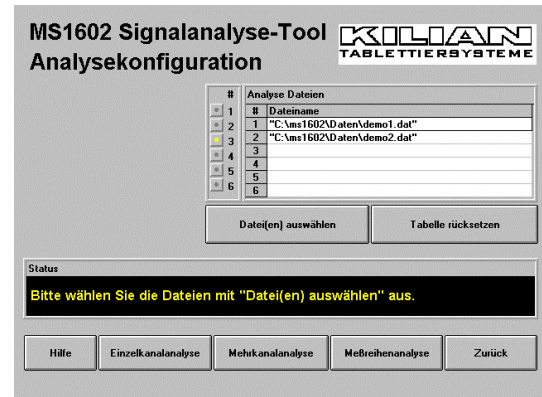 MS1602 Signalanalyse-Tool
Analysekonfiguration
KILIAN
TABLETTIERSYSTEME
#
1
2
3
4
5
6
Analyse Dateien
# Dateiname
1 "C:\ms1602\Daten\demo1.dat"
2 "C:\ms1602\Daten\demo2.dat"
3
4
5
6
Datei(en) auswählen
Tabelle rücksetzen
Status
Bitte wählen Sie die Dateien mit "Datei(en) auswählen" aus.
Hilfe
Einzelkanalanalyse
Mehrkanalanalyse
Meßreihenanalyse
Zurück